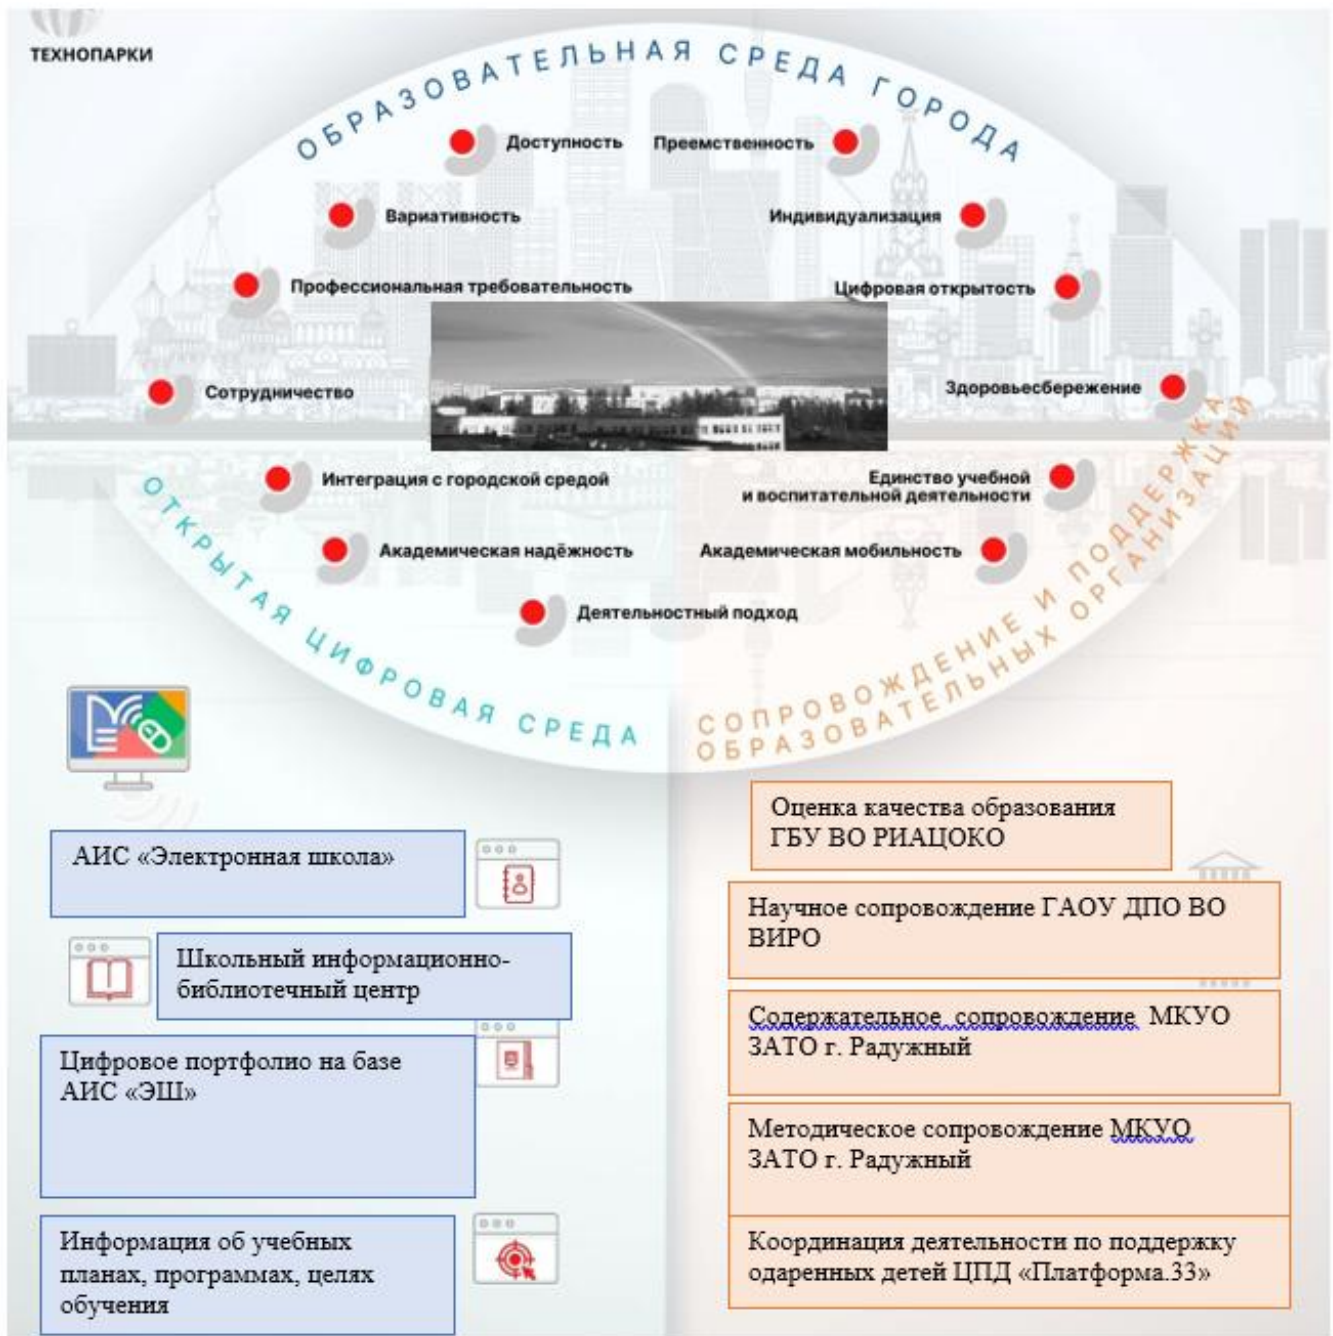 ТЕХНОПАРКИ
ОБРАЗОВАТЕЛЬНАЯ СРЕДА ГОРОДА
Доступность
Преемственность
Вариативность
Индивидуализация
Профессиональная требовательность
Цифровая открытость
Сотрудничество
Здоровьесбережение
Интеграция с городской средой
Единство учебной
и воспитательной деятельности
Академическая надёжность
Академическая мобильность
Деятельностный подход
ОТКРЫТАЯ ЦИФРОВАЯ СРЕДА
СОПРОВОЖДЕНИЕ И ПОДДЕРЖКА
ОБРАЗОВАТЕЛЬНЫХ ОРГАНИЗАЦИЙ
АИС «Электронная школа»
Школьный информационно-
библиотечный центр
Цифровое портфолио на базе
АИС «ЭШ»
Информация об учебных
планах, программах, целях
обучения
Оценка качества образования
ГБУ ВО РИАЦОКО
Научное сопровождение ГАОУ ДПО ВО
ВИРО
Содержательное сопровождение МКУО
ЗАТО г. Радужный
Методическое сопровождение МКУО
ЗАТО г. Радужный
Координация деятельности по поддержку
одаренных детей ЦПД «Платформа.33»